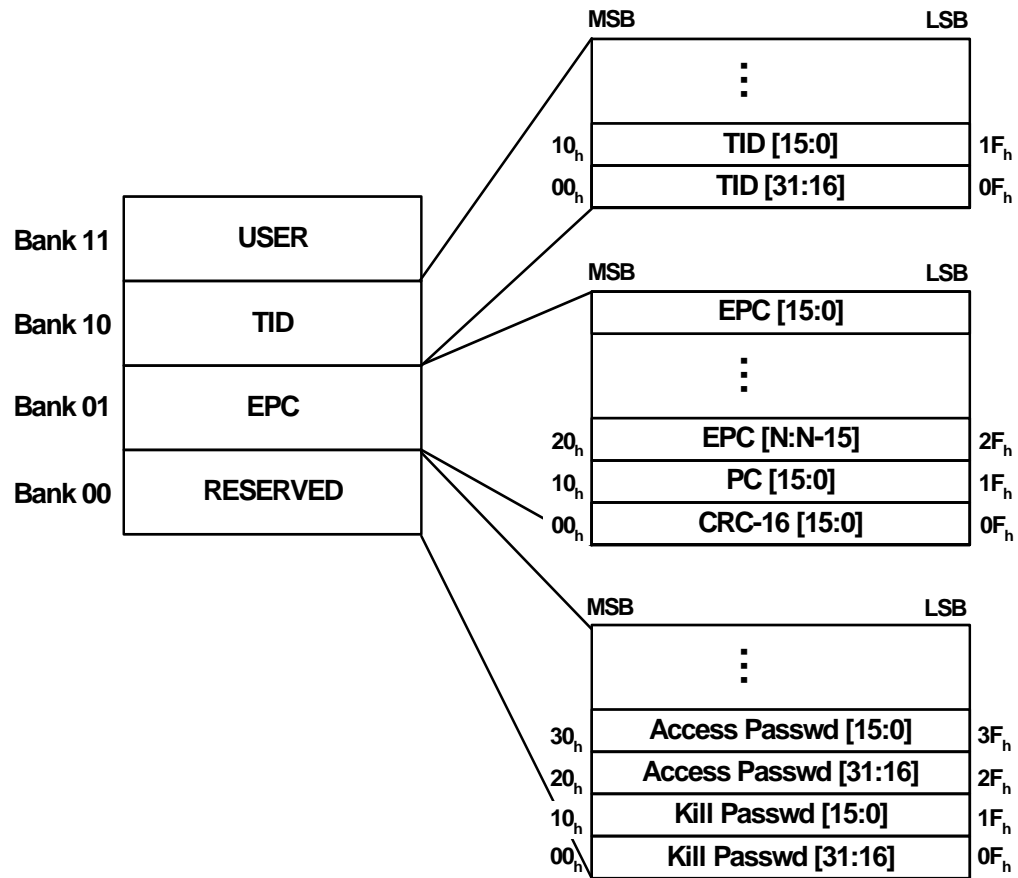 Bank 11 USER
Bank 10 TID
Bank 01 EPC
Bank 00 RESERVED
MSB LSB
⋮
10h TID [15:0] 1Fh
00h TID [31:16] 0Fh
MSB LSB
EPC [15:0]
⋮
20h EPC [N:N-15] 2Fh
10h PC [15:0] 1Fh
00h CRC-16 [15:0] 0Fh
MSB LSB
⋮
30h Access Passwd [15:0] 3Fh
20h Access Passwd [31:16] 2Fh
10h Kill Passwd [15:0] 1Fh
00h Kill Passwd [31:16] 0Fh